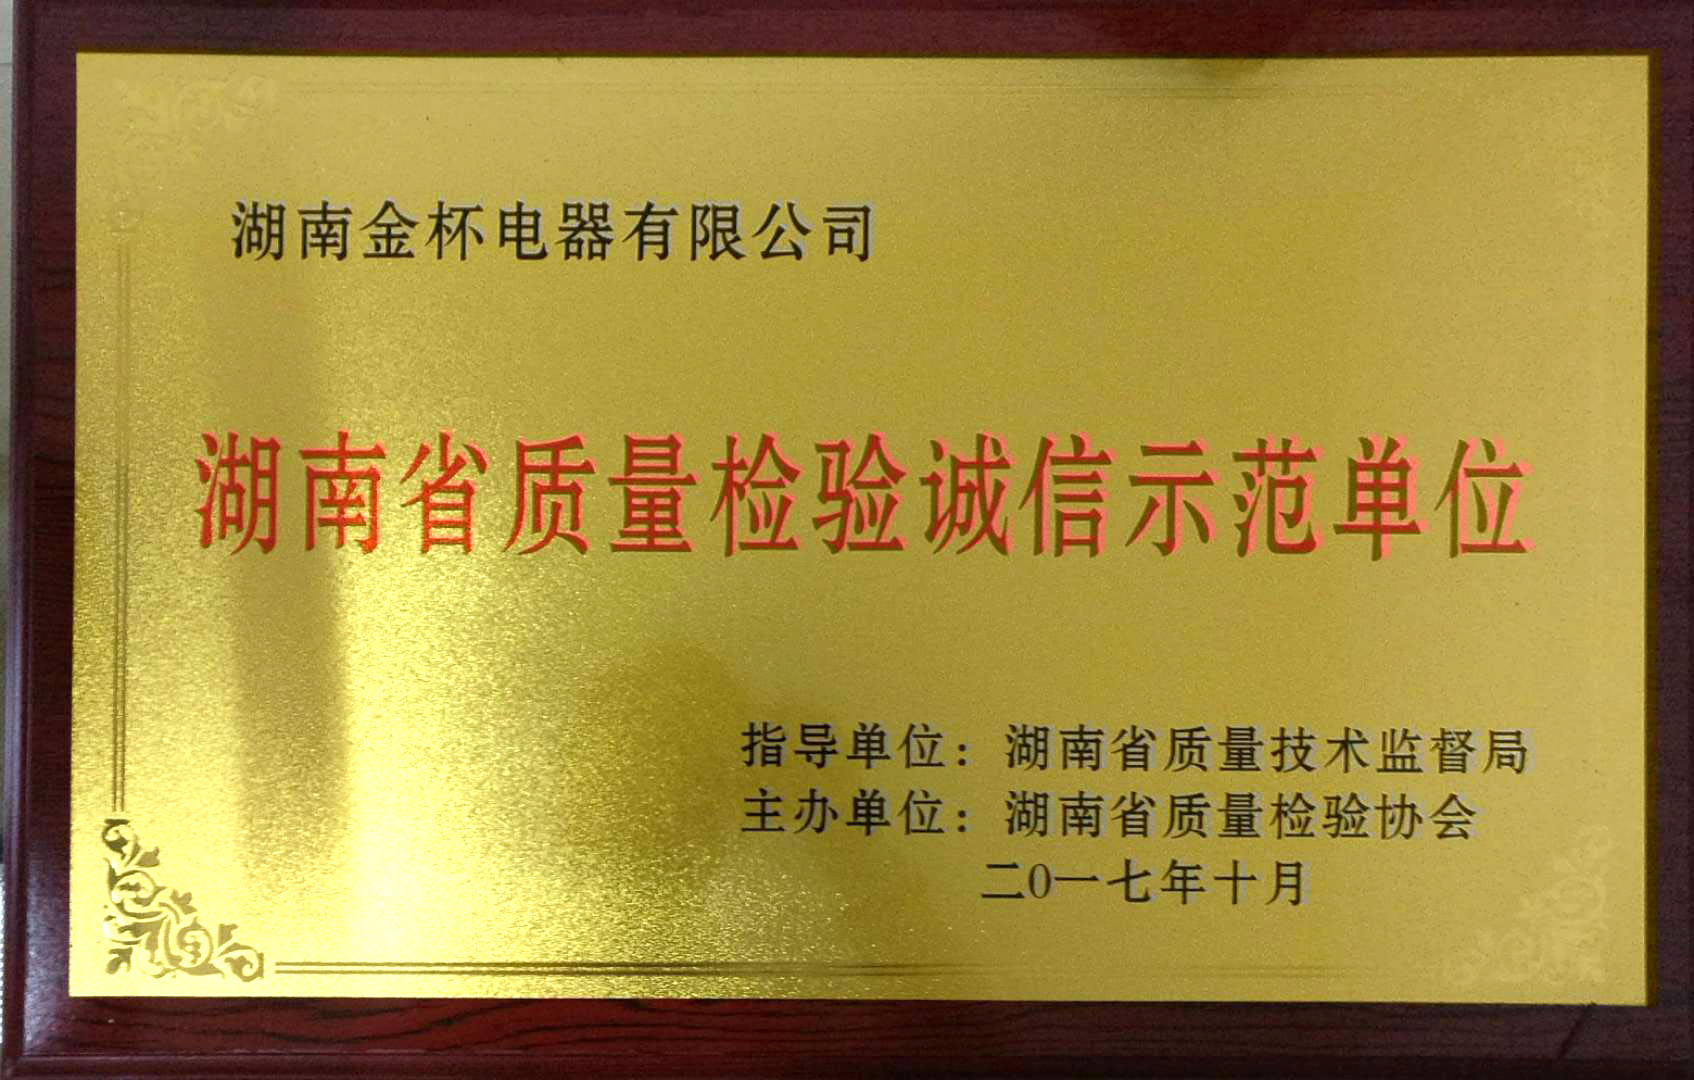 湖南金杯电器有限公司
湖南省质量检验诚信示范单位
指导单位：湖南省质量技术监督局
主办单位：湖南省质量检验协会
二0一七年十月